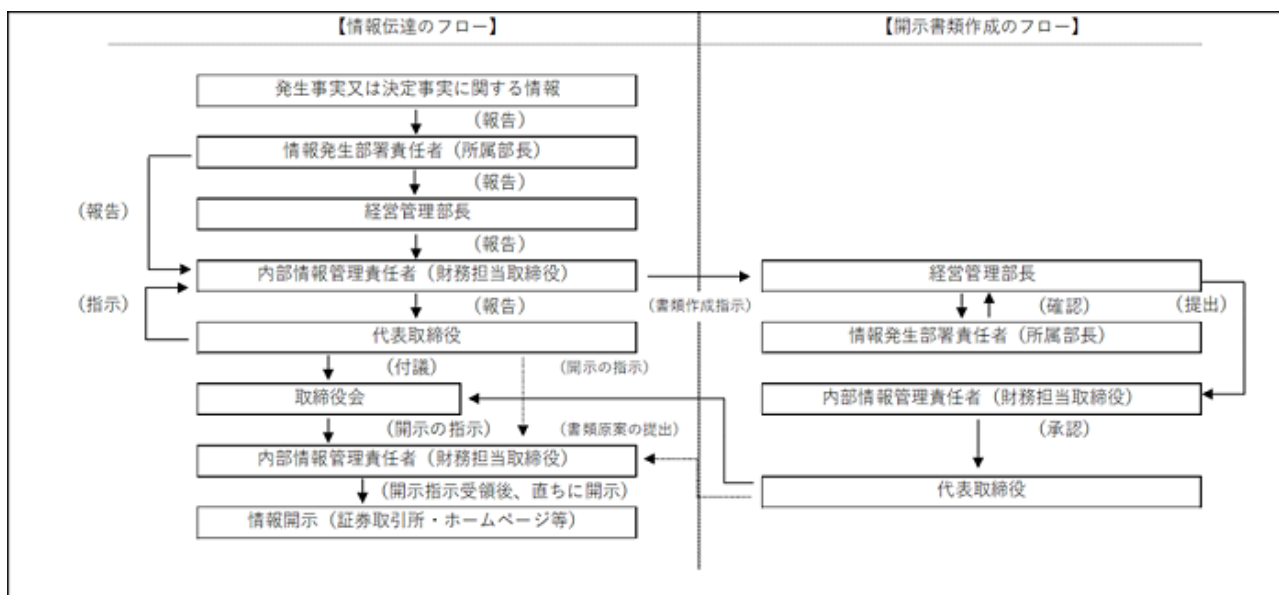 【情報伝達のフロー】
【開示書類作成のフロー】
発生事実又は決定事実に関する情報
(報告)
情報発生部署責任者（所属部長）
(報告)
(報告)
経営管理部長
(報告)
内部情報管理責任者（財務担当取締役）
(指示)
(報告)
代表取締役
(付議)
(開示の指示)
取締役会
(開示の指示)
(書類原案の提出)
内部情報管理責任者（財務担当取締役）
(開示指示受領後、直ちに開示)
情報開示（証券取引所・ホームページ等）
(書類作成指示)
経営管理部長
(確認)
(提出)
情報発生部署責任者（所属部長）
内部情報管理責任者（財務担当取締役）
(承認)
代表取締役